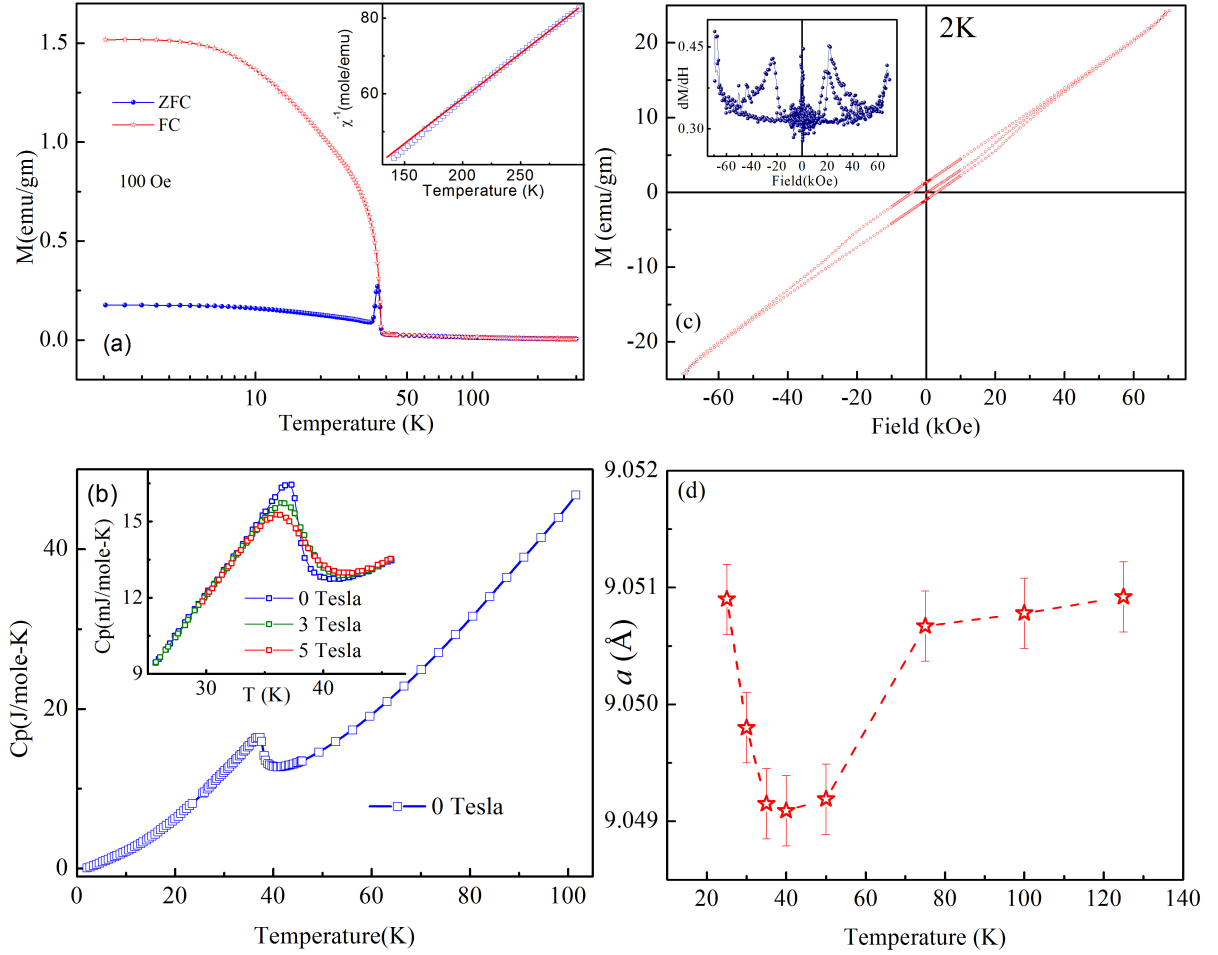 (a)
ZFC
FC
100 Oe
M(emu/gm)
1.5
1.0
0.5
0.0
10 50 100
Temperature (K)
χ⁻¹(mole/emu)
80
60
150 200 250
Temperature (K)
2K
(c)
M (emu/gm)
20
10
0
-10
-20
-60 -40 -20 0 20 40 60
Field (kOe)
dM/dH
0.45
0.30
-60 -40 -20 0 20 40 60
Field(kOe)
(b)
Cp(J/mole-K)
40
20
0
0 20 40 60 80 100
Temperature(K)
0 Tesla
Cp(mJ/mole-K)
15
12
9
30 40
T (K)
0 Tesla
3 Tesla
5 Tesla
(d)
a (Å)
9.052
9.051
9.050
9.049
20 40 60 80 100 120 140
Temperature (K)